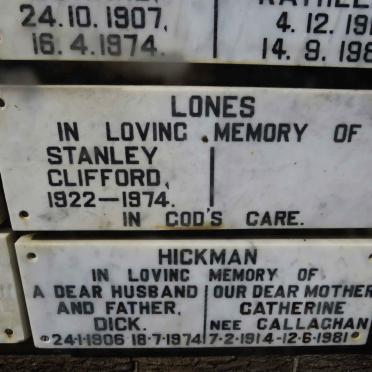 24.10.1907.
16.4.1974.
4.12.19
14.9.198
LONES
IN LOVING MEMORY OF
STANLEY
CLIFFORD,
1922—1974.
IN GOD'S CARE.
HICKMAN
IN LOVING MEMORY OF
A DEAR HUSBAND
AND FATHER.
DICK.
24·1·1906 18·7·1974
OUR DEAR MOTHER
CATHERINE
NEE CALLAGHAN
7·2·1914–12·6·1981